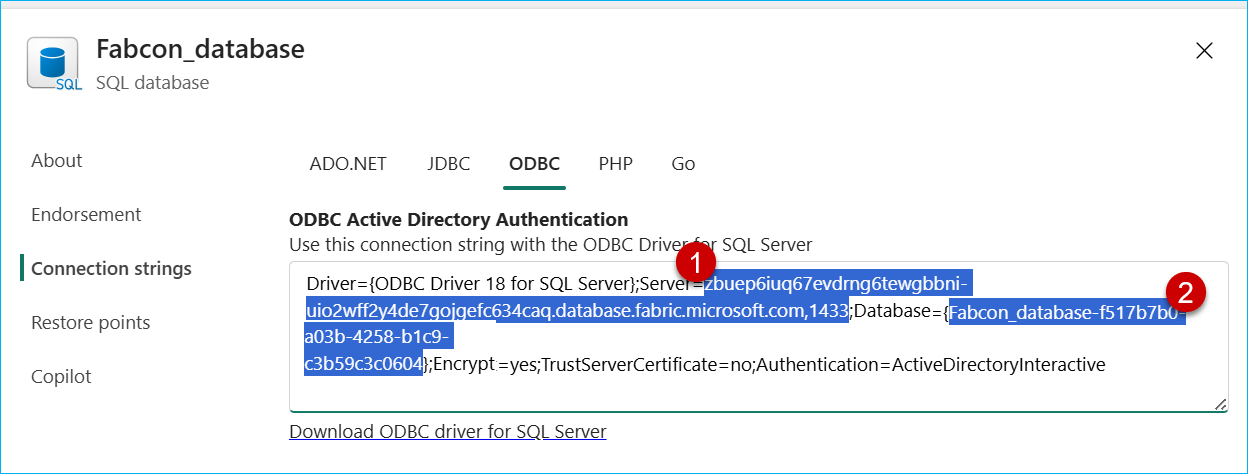 Fabcon_database
SQL
SQL database
About
Endorsement
Connection strings
Restore points
Copilot
ADO.NET JDBC ODBC PHP Go
ODBC Active Directory Authentication
Use this connection string with the ODBC Driver for SQL Server
1
2
Driver={ODBC Driver 18 for SQL Server};Server=zbuep6iuq67evdrng6tewgbbni-
uio2wff2y4de7gojgefc634caq.database.fabric.microsoft.com,1433;Database={Fabcon_database-f517b7b0-
a03b-4258-b1c9-
c3b59c3c0604};Encrypt=yes;TrustServerCertificate=no;Authentication=ActiveDirectoryInteractive
Download ODBC driver for SQL Server